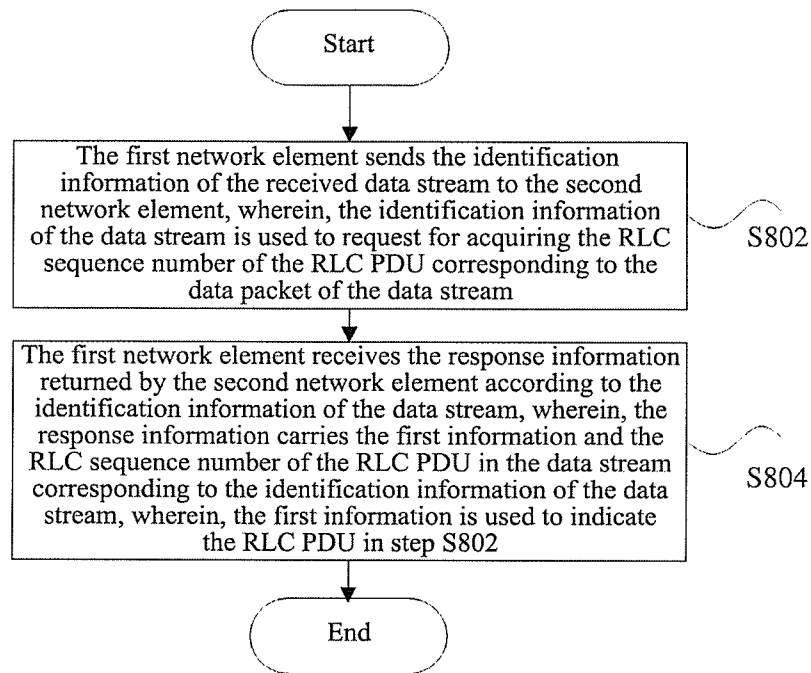 Start
The first network element sends the identification
information of the received data stream to the second
network element, wherein, the identification information
of the data stream is used to request for acquiring the RLC
sequence number of the RLC PDU corresponding to the
data packet of the data stream
S802
The first network element receives the response information
returned by the second network element according to the
identification information of the data stream, wherein, the
response information carries the first information and the
RLC sequence number of the RLC PDU in the data stream
corresponding to the identification information of the data
stream, wherein, the first information is used to indicate
the RLC PDU in step S802
S804
End